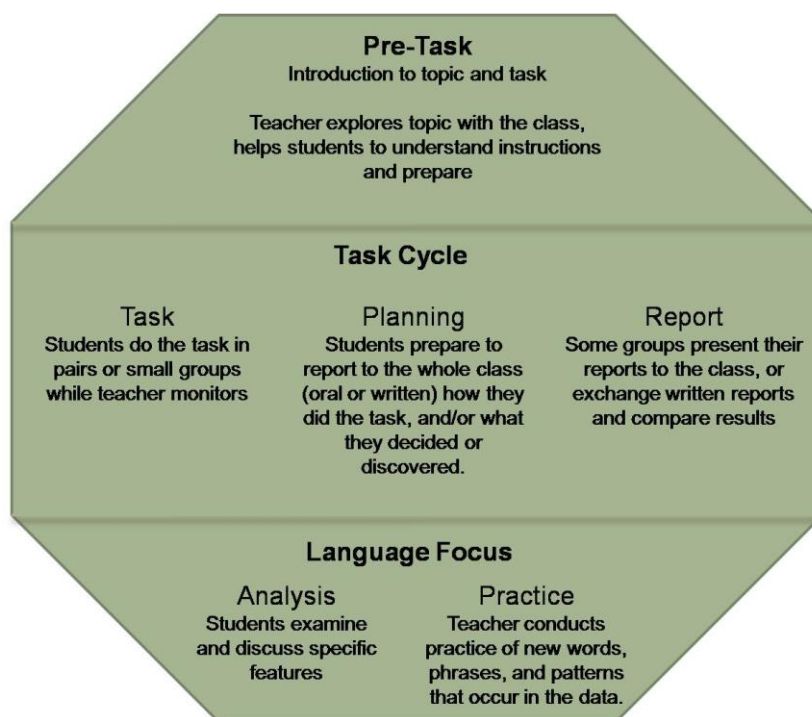 Pre-Task
Introduction to topic and task
Teacher explores topic with the class,
helps students to understand instructions
and prepare
Task Cycle
Task
Students do the task in
pairs or small groups
while teacher monitors
Planning
Students prepare to
report to the whole class
(oral or written) how they
did the task, and/or what
they decided or
discovered.
Report
Some groups present their
reports to the class, or
exchange written reports
and compare results
Language Focus
Analysis
Students examine
and discuss specific
features
Practice
Teacher conducts
practice of new words,
phrases, and patterns
that occur in the data.